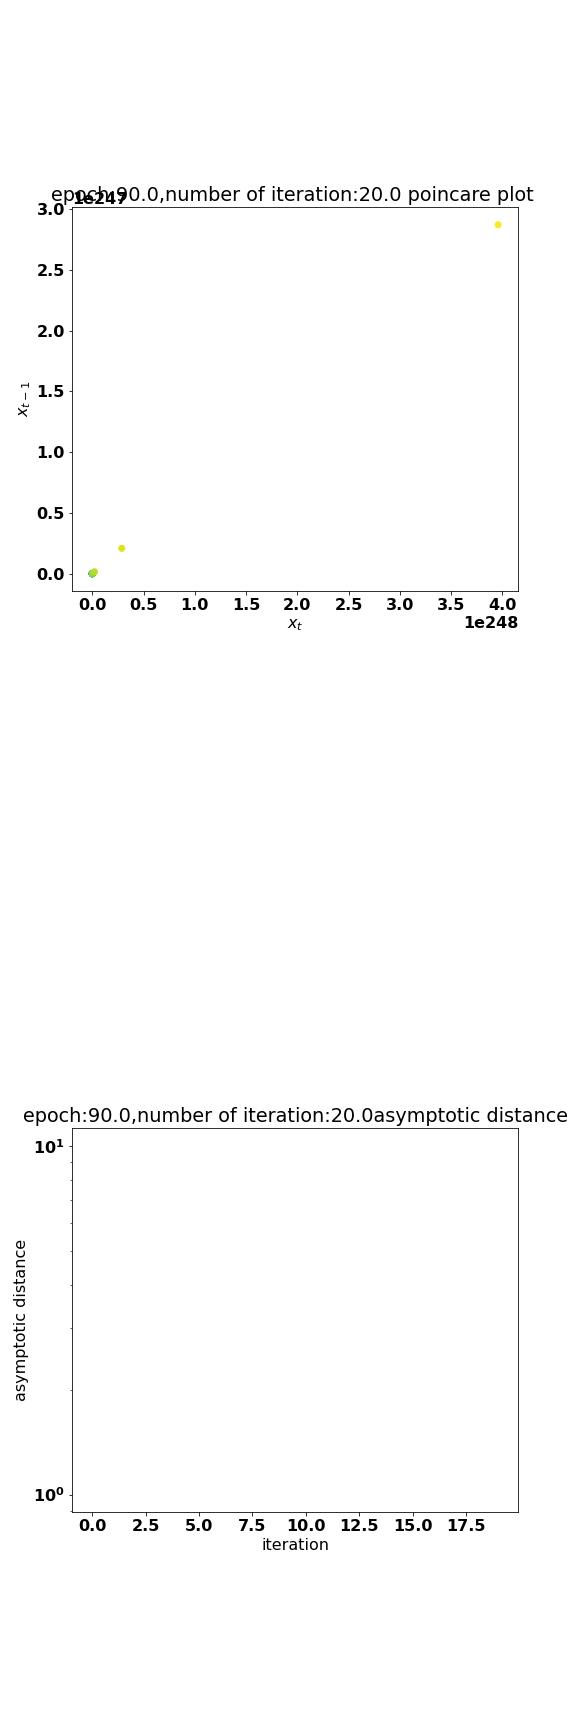 epoch:90.0,number of iteration:20.0 poincare plot
1e247
3.0
2.5
2.0
1.5
1.0
0.5
0.0
x_{t-1}
0.0 0.5 1.0 1.5 2.0 2.5 3.0 3.5 4.0
x_t
1e248
epoch:90.0,number of iteration:20.0asymptotic distance
10^1
10^0
asymptotic distance
0.0 2.5 5.0 7.5 10.0 12.5 15.0 17.5
iteration